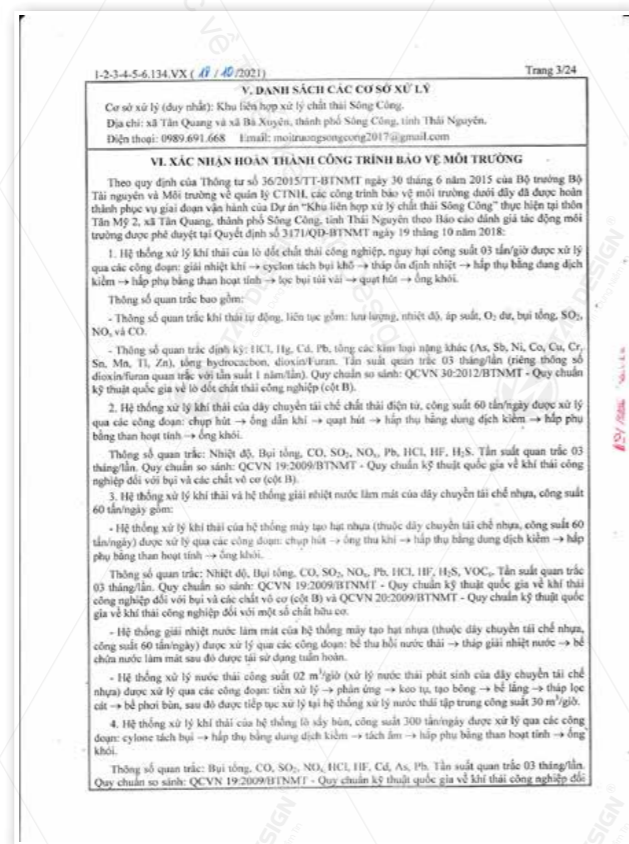 1-2-3-4-5-6.134.VX ( 18 / 10 /2021)
Trang 3/24
V. DANH SÁCH CÁC CƠ SỞ XỬ LÝ
Cơ sở xử lý (duy nhất): Khu liên hợp xử lý chất thải Sông Công.
Địa chỉ: xã Tân Quang và xã Bá Xuyên, thành phố Sông Công, tỉnh Thái Nguyên.
Điện thoại: 0989.691.668 Email: moitruongsongcong2017@gmail.com
VI. XÁC NHẬN HOÀN THÀNH CÔNG TRÌNH BẢO VỆ MÔI TRƯỜNG
Theo quy định của Thông tư số 36/2015/TT-BTNMT ngày 30 tháng 6 năm 2015 của Bộ trưởng Bộ
Tài nguyên và Môi trường về quản lý CTNH, các công trình bảo vệ môi trường dưới đây đã được hoàn
thành phục vụ giai đoạn vận hành của Dự án "Khu liên hợp xử lý chất thải Sông Công" thực hiện tại thôn
Tân Mỹ 2, xã Tân Quang, thành phố Sông Công, tỉnh Thái Nguyên theo Báo cáo đánh giá tác động môi
trường được phê duyệt tại Quyết định số 3171/QĐ-BTNMT ngày 19 tháng 10 năm 2018:
1. Hệ thống xử lý khí thải của lò đốt chất thải công nghiệp, nguy hại công suất 03 tấn/giờ được xử lý
qua các công đoạn: giải nhiệt khí → cyclon tách bụi khô → tháp ổn định nhiệt → hấp thụ bằng dung dịch
kiềm → hấp phụ bằng than hoạt tính → lọc bụi túi vải → quạt hút → ống khói.
Thông số quan trắc bao gồm:
- Thông số quan trắc khí thải tự động, liên tục gồm: lưu lượng, nhiệt độ, áp suất, O₂ dư, bụi tổng, SO₂,
NOₓ và CO.
- Thông số quan trắc định kỳ: HCl, Hg, Cd, Pb, tổng các kim loại nặng khác (As, Sb, Ni, Co, Cu, Cr,
Sn, Mn, Tl, Zn), tổng hydrocacbon, dioxin/Furan. Tần suất quan trắc 03 tháng/lần (riêng thông số
dioxin/furan quan trắc với tần suất 1 năm/lần). Quy chuẩn so sánh: QCVN 30:2012/BTNMT - Quy chuẩn
kỹ thuật quốc gia về lò đốt chất thải công nghiệp (cột B).
2. Hệ thống xử lý khí thải của dây chuyền tái chế chất thải điện tử, công suất 60 tấn/ngày được xử lý
qua các công đoạn: chụp hút → ống dẫn khí → quạt hút → hấp thụ bằng dung dịch kiềm → hấp phụ
bằng than hoạt tính → ống khói.
Thông số quan trắc: Nhiệt độ, Bụi tổng, CO, SO₂, NOₓ, Pb, HCl, HF, H₂S. Tần suất quan trắc 03
tháng/lần. Quy chuẩn so sánh: QCVN 19:2009/BTNMT - Quy chuẩn kỹ thuật quốc gia về khí thải công
nghiệp đối với bụi và các chất vô cơ (cột B).
3. Hệ thống xử lý khí thải và hệ thống giải nhiệt nước làm mát của dây chuyền tái chế nhựa, công suất
60 tấn/ngày gồm:
- Hệ thống xử lý khí thải của hệ thống máy tạo hạt nhựa (thuộc dây chuyền tái chế nhựa, công suất 60
tấn/ngày) được xử lý qua các công đoạn: chụp hút → ống thu khí → hấp thụ bằng dung dịch kiềm → hấp
phụ bằng than hoạt tính → ống khói.
Thông số quan trắc: Nhiệt độ, Bụi tổng, CO, SO₂, NOₓ, Pb, HCl, HF, H₂S, VOCₛ. Tần suất quan trắc
03 tháng/lần. Quy chuẩn so sánh: QCVN 19:2009/BTNMT - Quy chuẩn kỹ thuật quốc gia về khí thải
công nghiệp đối với bụi và các chất vô cơ (cột B) và QCVN 20:2009/BTNMT - Quy chuẩn kỹ thuật quốc
gia về khí thải công nghiệp đối với một số chất hữu cơ.
- Hệ thống giải nhiệt nước làm mát của hệ thống máy tạo hạt nhựa (thuộc dây chuyền tái chế nhựa,
công suất 60 tấn/ngày) được xử lý qua các công đoạn: bể thu hồi nước thải → tháp giải nhiệt nước → bể
chứa nước làm mát sau đó được tái sử dụng tuần hoàn.
- Hệ thống xử lý nước thải công suất 02 m³/giờ (xử lý nước thải phát sinh của dây chuyền tái chế
nhựa) được xử lý qua các công đoạn: tiền xử lý → phản ứng → keo tụ, tạo bông → bể lắng → tháp lọc
cát → bể phơi bùn, sau đó được tiếp tục xử lý tại hệ thống xử lý nước thải tập trung công suất 30 m³/giờ.
4. Hệ thống xử lý khí thải của hệ thống lò sấy bùn, công suất 300 tấn/ngày được xử lý qua các công
đoạn: cylone tách bụi → hấp thụ bằng dung dịch kiềm → tách ẩm → hấp phụ bằng than hoạt tính → ống
khói.
Thông số quan trắc: Bụi tổng, CO, SO₂, NOₓ, HCl, HF, Cd, As, Pb. Tần suất quan trắc 03 tháng/lần.
Quy chuẩn so sánh: QCVN 19:2009/BTNMT - Quy chuẩn kỹ thuật quốc gia về khí thải công nghiệp đối